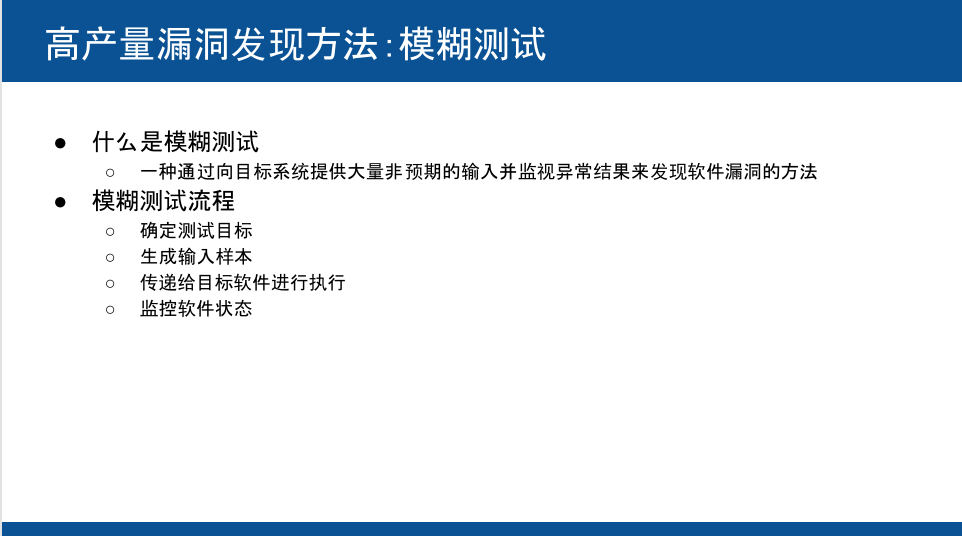 高产量漏洞发现方法:模糊测试
● 什么是模糊测试
○ 一种通过向目标系统提供大量非预期的输入并监视异常结果来发现软件漏洞的方法
● 模糊测试流程
○ 确定测试目标
○ 生成输入样本
○ 传递给目标软件进行执行
○ 监控软件状态